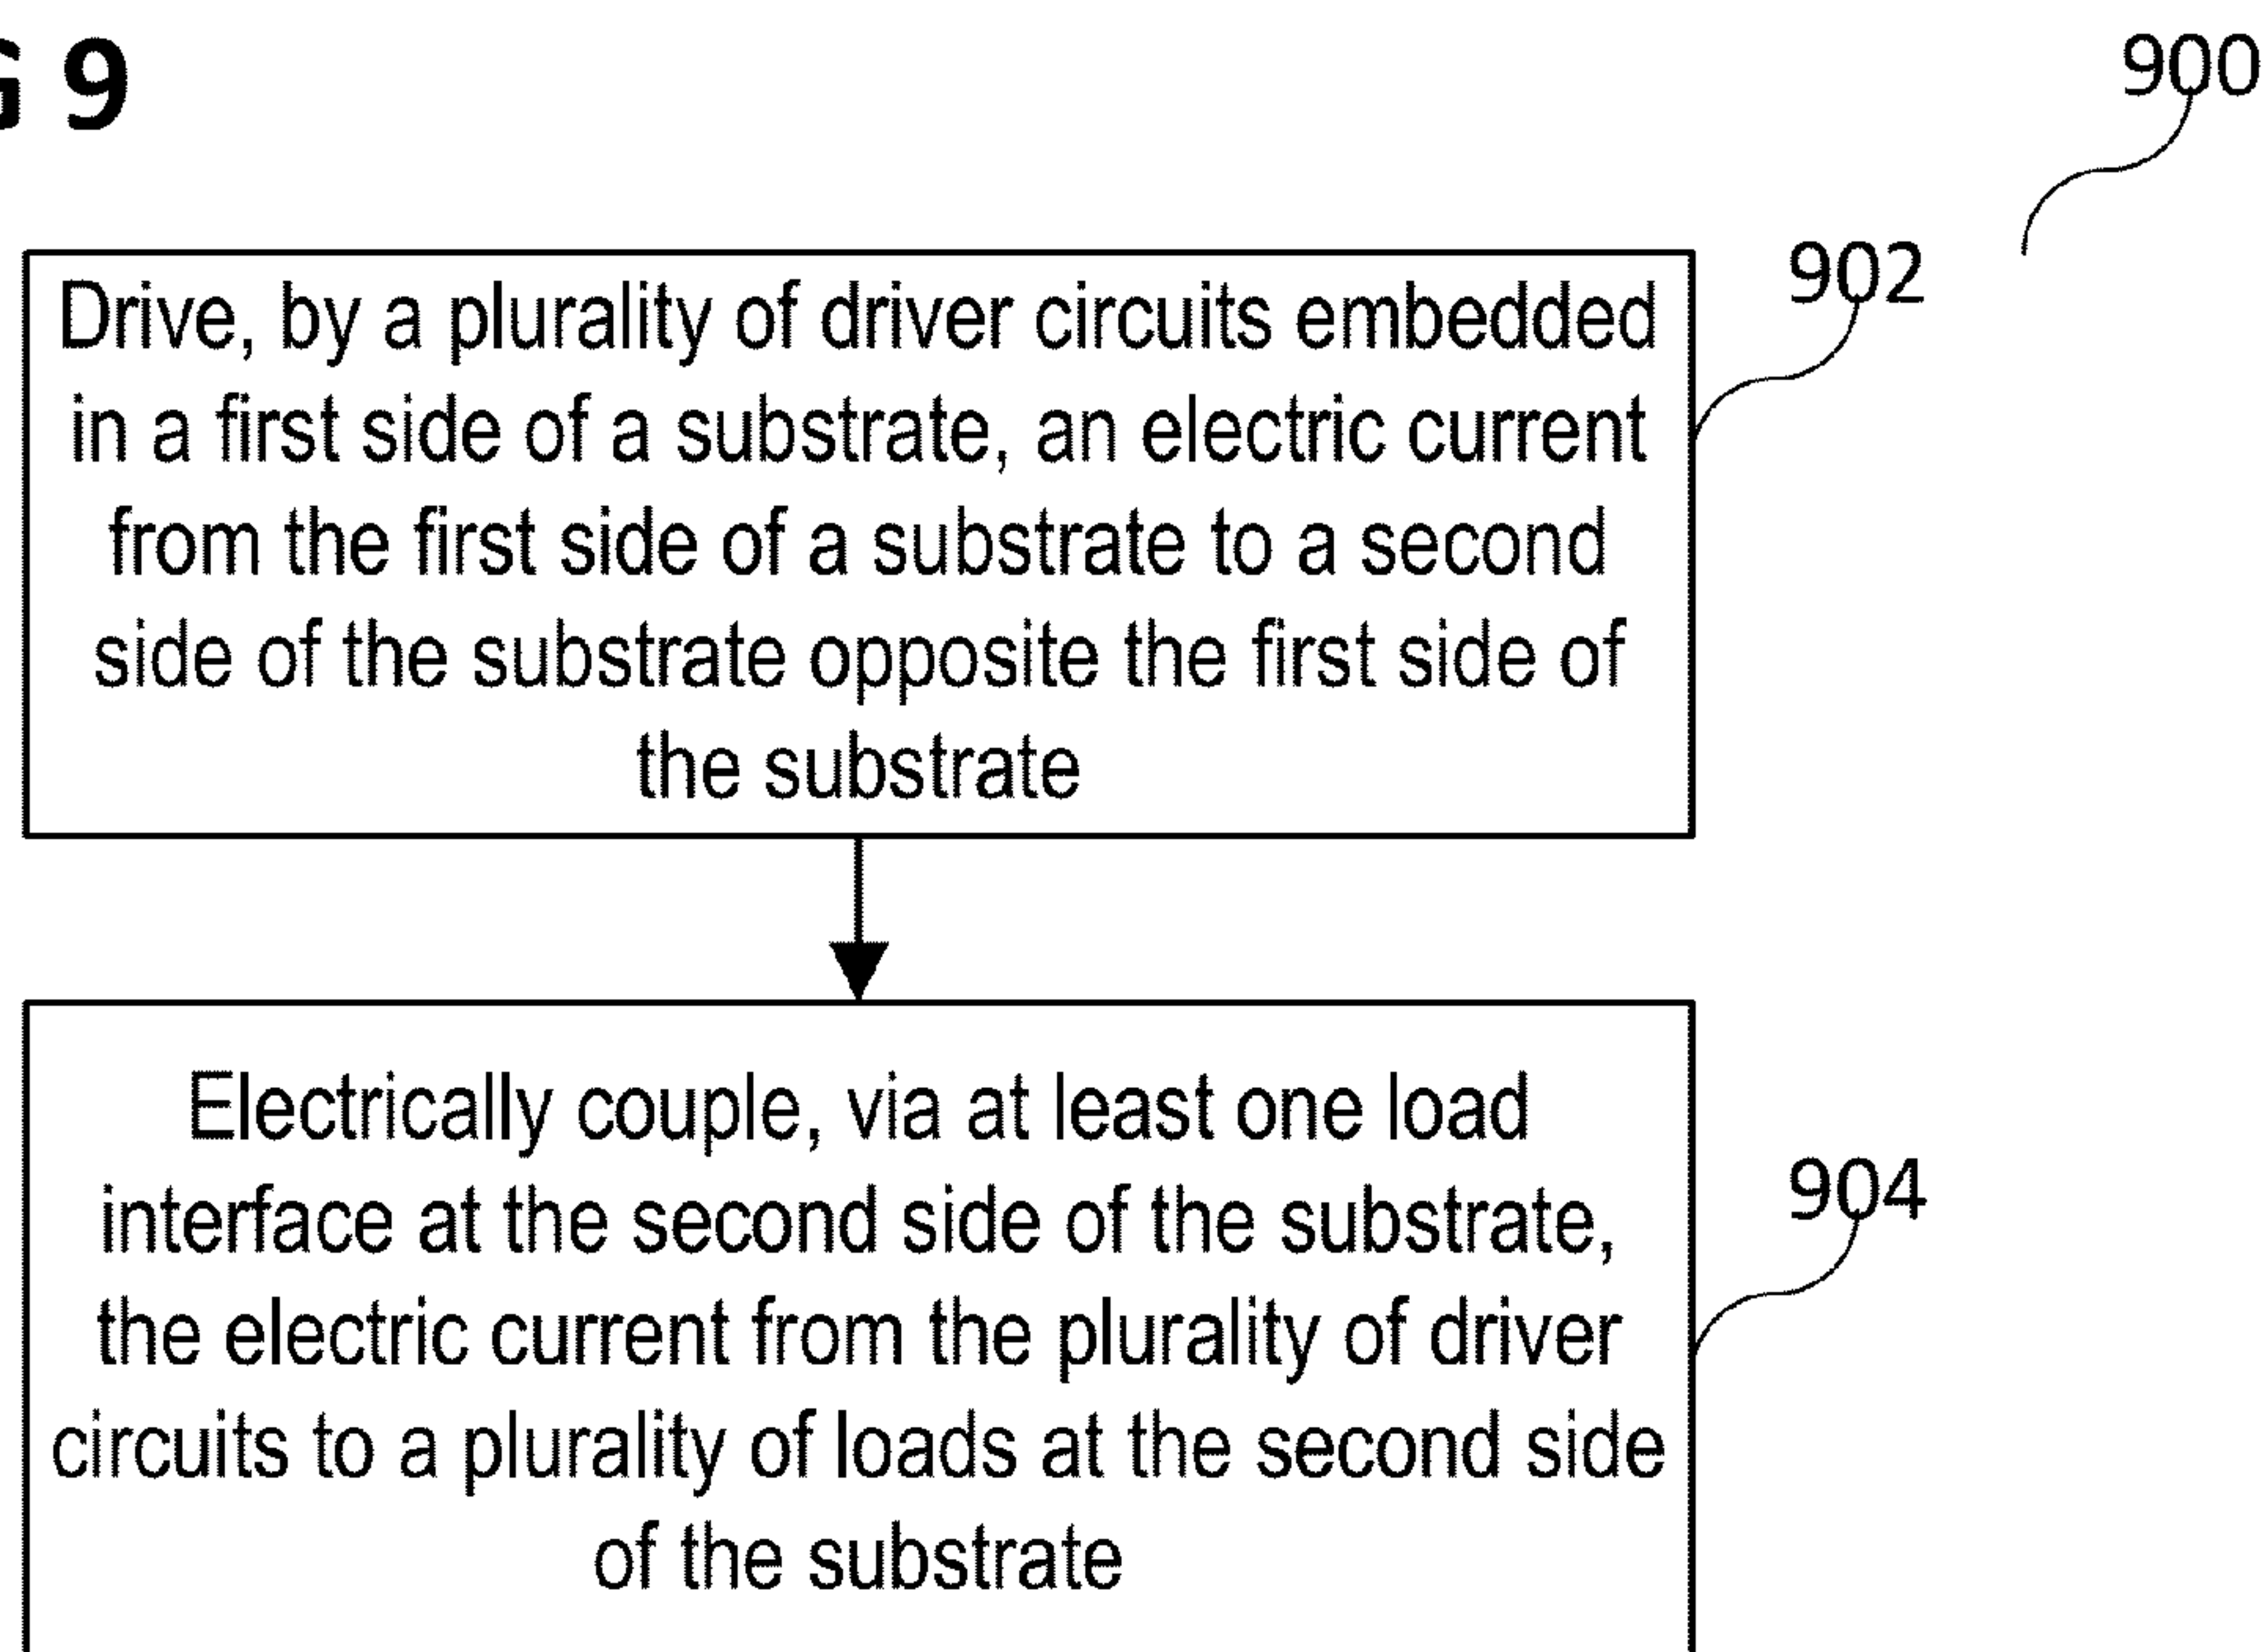 G 9
900
902
Drive, by a plurality of driver circuits embedded
in a first side of a substrate, an electric current
from the first side of a substrate to a second
side of the substrate opposite the first side of
the substrate
Electrically couple, via at least one load
interface at the second side of the substrate,
904
the electric current from the plurality of driver
circuits to a plurality of loads at the second side
of the substrate